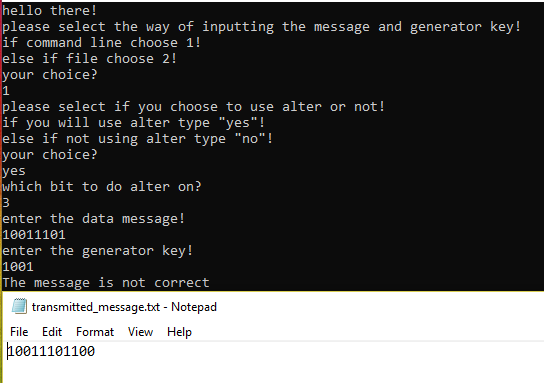 hello there!
please select the way of inputting the message and generator key!
if command line choose 1!
else if file choose 2!
your choice?
1
please select if you choose to use alter or not!
if you will use alter type "yes"!
else if not using alter type "no"!
your choice?
yes
which bit to do alter on?
3
enter the data message!
10011101
enter the generator key!
1001
The message is not correct
transmitted_message.txt - Notepad
File Edit Format View Help
10011101100